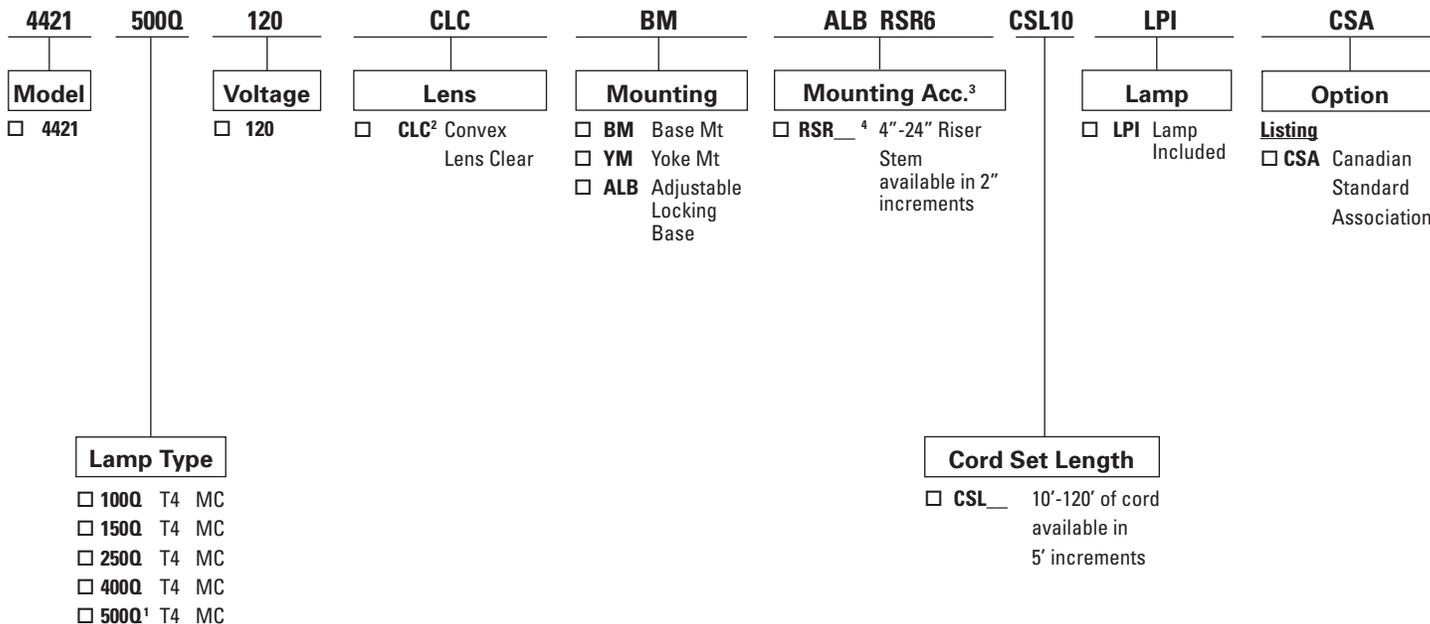 4421 500Q 120 CLC BM ALB RSR6 CSL10 LPI CSA
Model Voltage Lens Mounting Mounting Acc.³ Lamp Option
☐ 4421
☐ 120
☐ CLC² Convex
Lens Clear
☐ BM Base Mt
☐ YM Yoke Mt
☐ ALB Adjustable
Locking
Base
☐ RSR__ ⁴ 4"-24" Riser
Stem
available in 2"
increments
☐ LPI Lamp
Included
Listing
☐ CSA Canadian
Standard
Association
Lamp Type
☐ 100Q T4 MC
☐ 150Q T4 MC
☐ 250Q T4 MC
☐ 400Q T4 MC
☐ 500Q¹ T4 MC
Cord Set Length
☐ CSL__ 10'-120' of cord
available in
5' increments